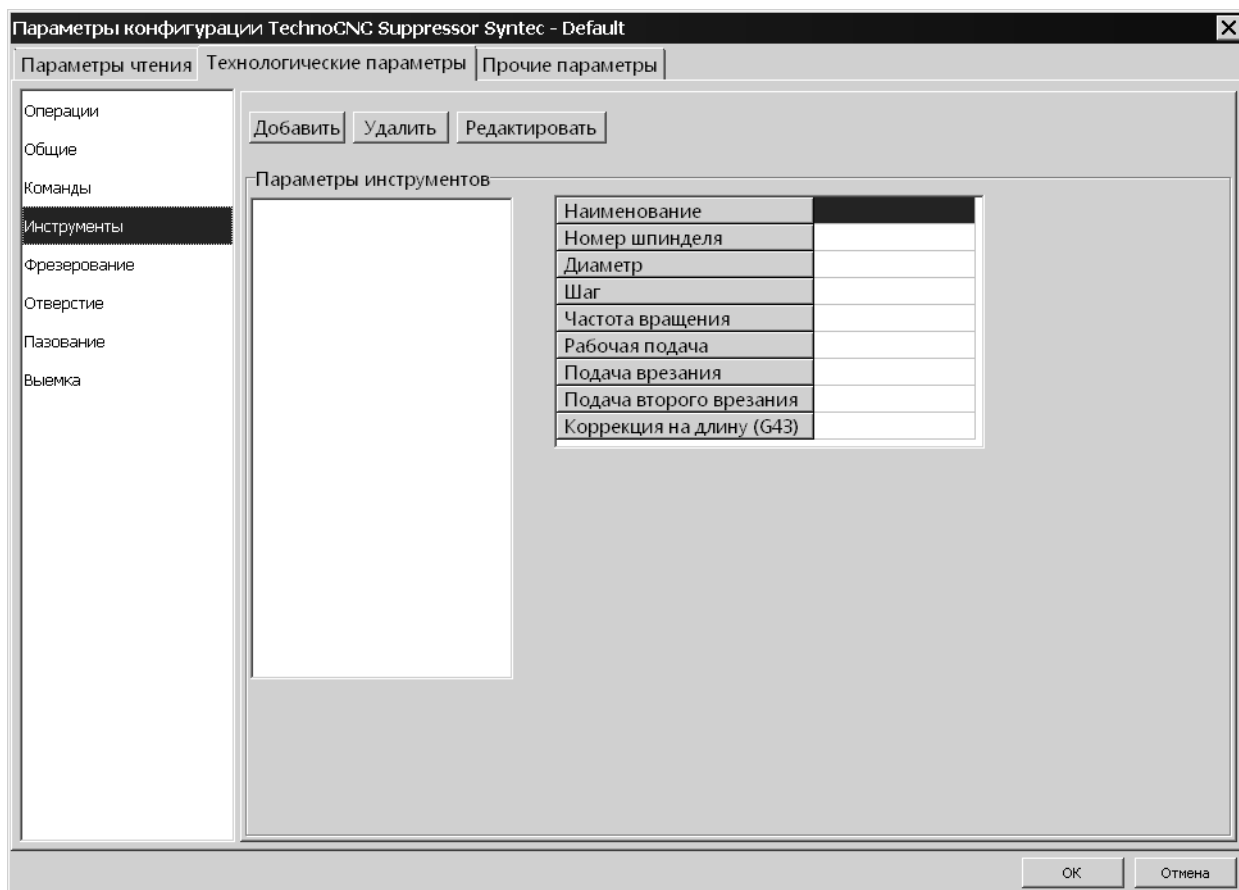 Параметры конфигурации TechnoCNC Suppressor Syntec - Default
Параметры чтения Технологические параметры Прочие параметры
Операции
Общие
Команды
Инструменты
Фрезерование
Отверстие
Пазование
Выемка
Добавить Удалить Редактировать
Параметры инструментов
Наименование
Номер шпинделя
Диаметр
Шаг
Частота вращения
Рабочая подача
Подача врезания
Подача второго врезания
Коррекция на длину (G43)
ОК Отмена